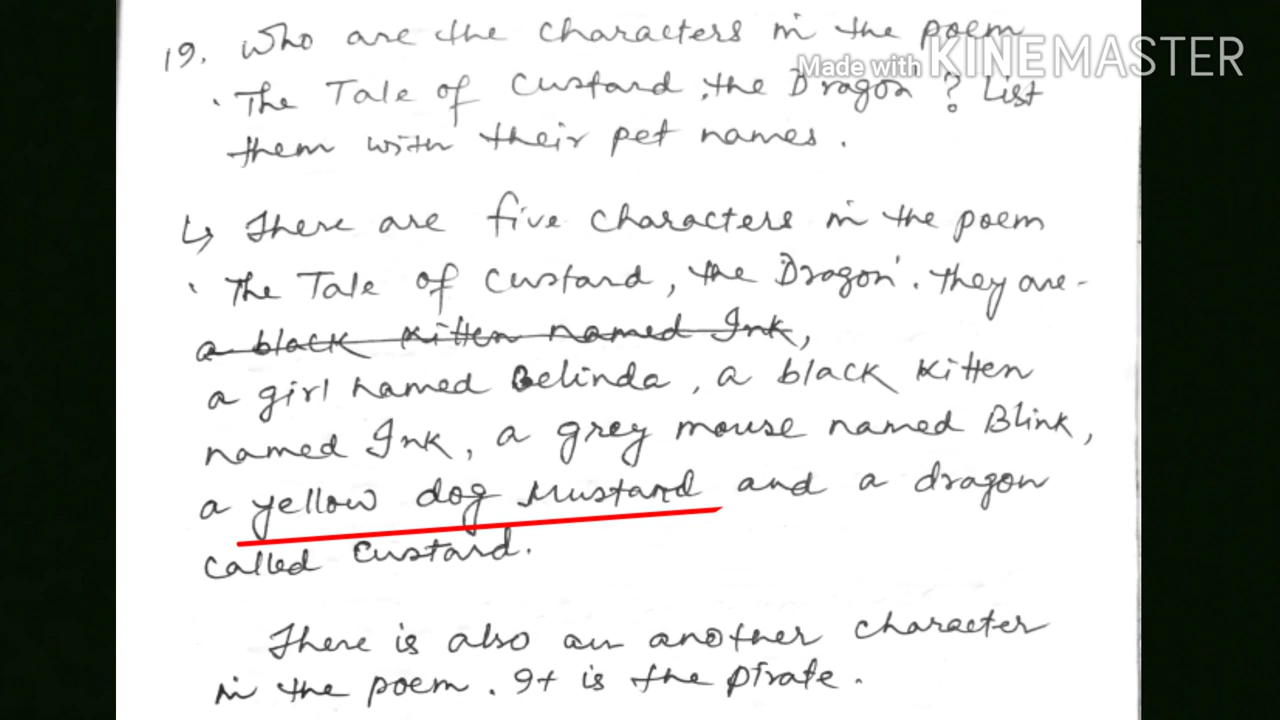 19. Who are the characters in the poem
Made with KINEMASTER
'The Tale of Custard, the Dragon'? List
them with their pet names.
↳ There are five characters in the poem
'The Tale of Custard, the Dragon'. They are-
a black kitten named Ink,
a girl named Belinda, a black kitten
named Ink, a grey mouse named Blink,
a yellow dog Mustard and a dragon
called Custard.
There is also an another character
in the poem. It is the pirate.